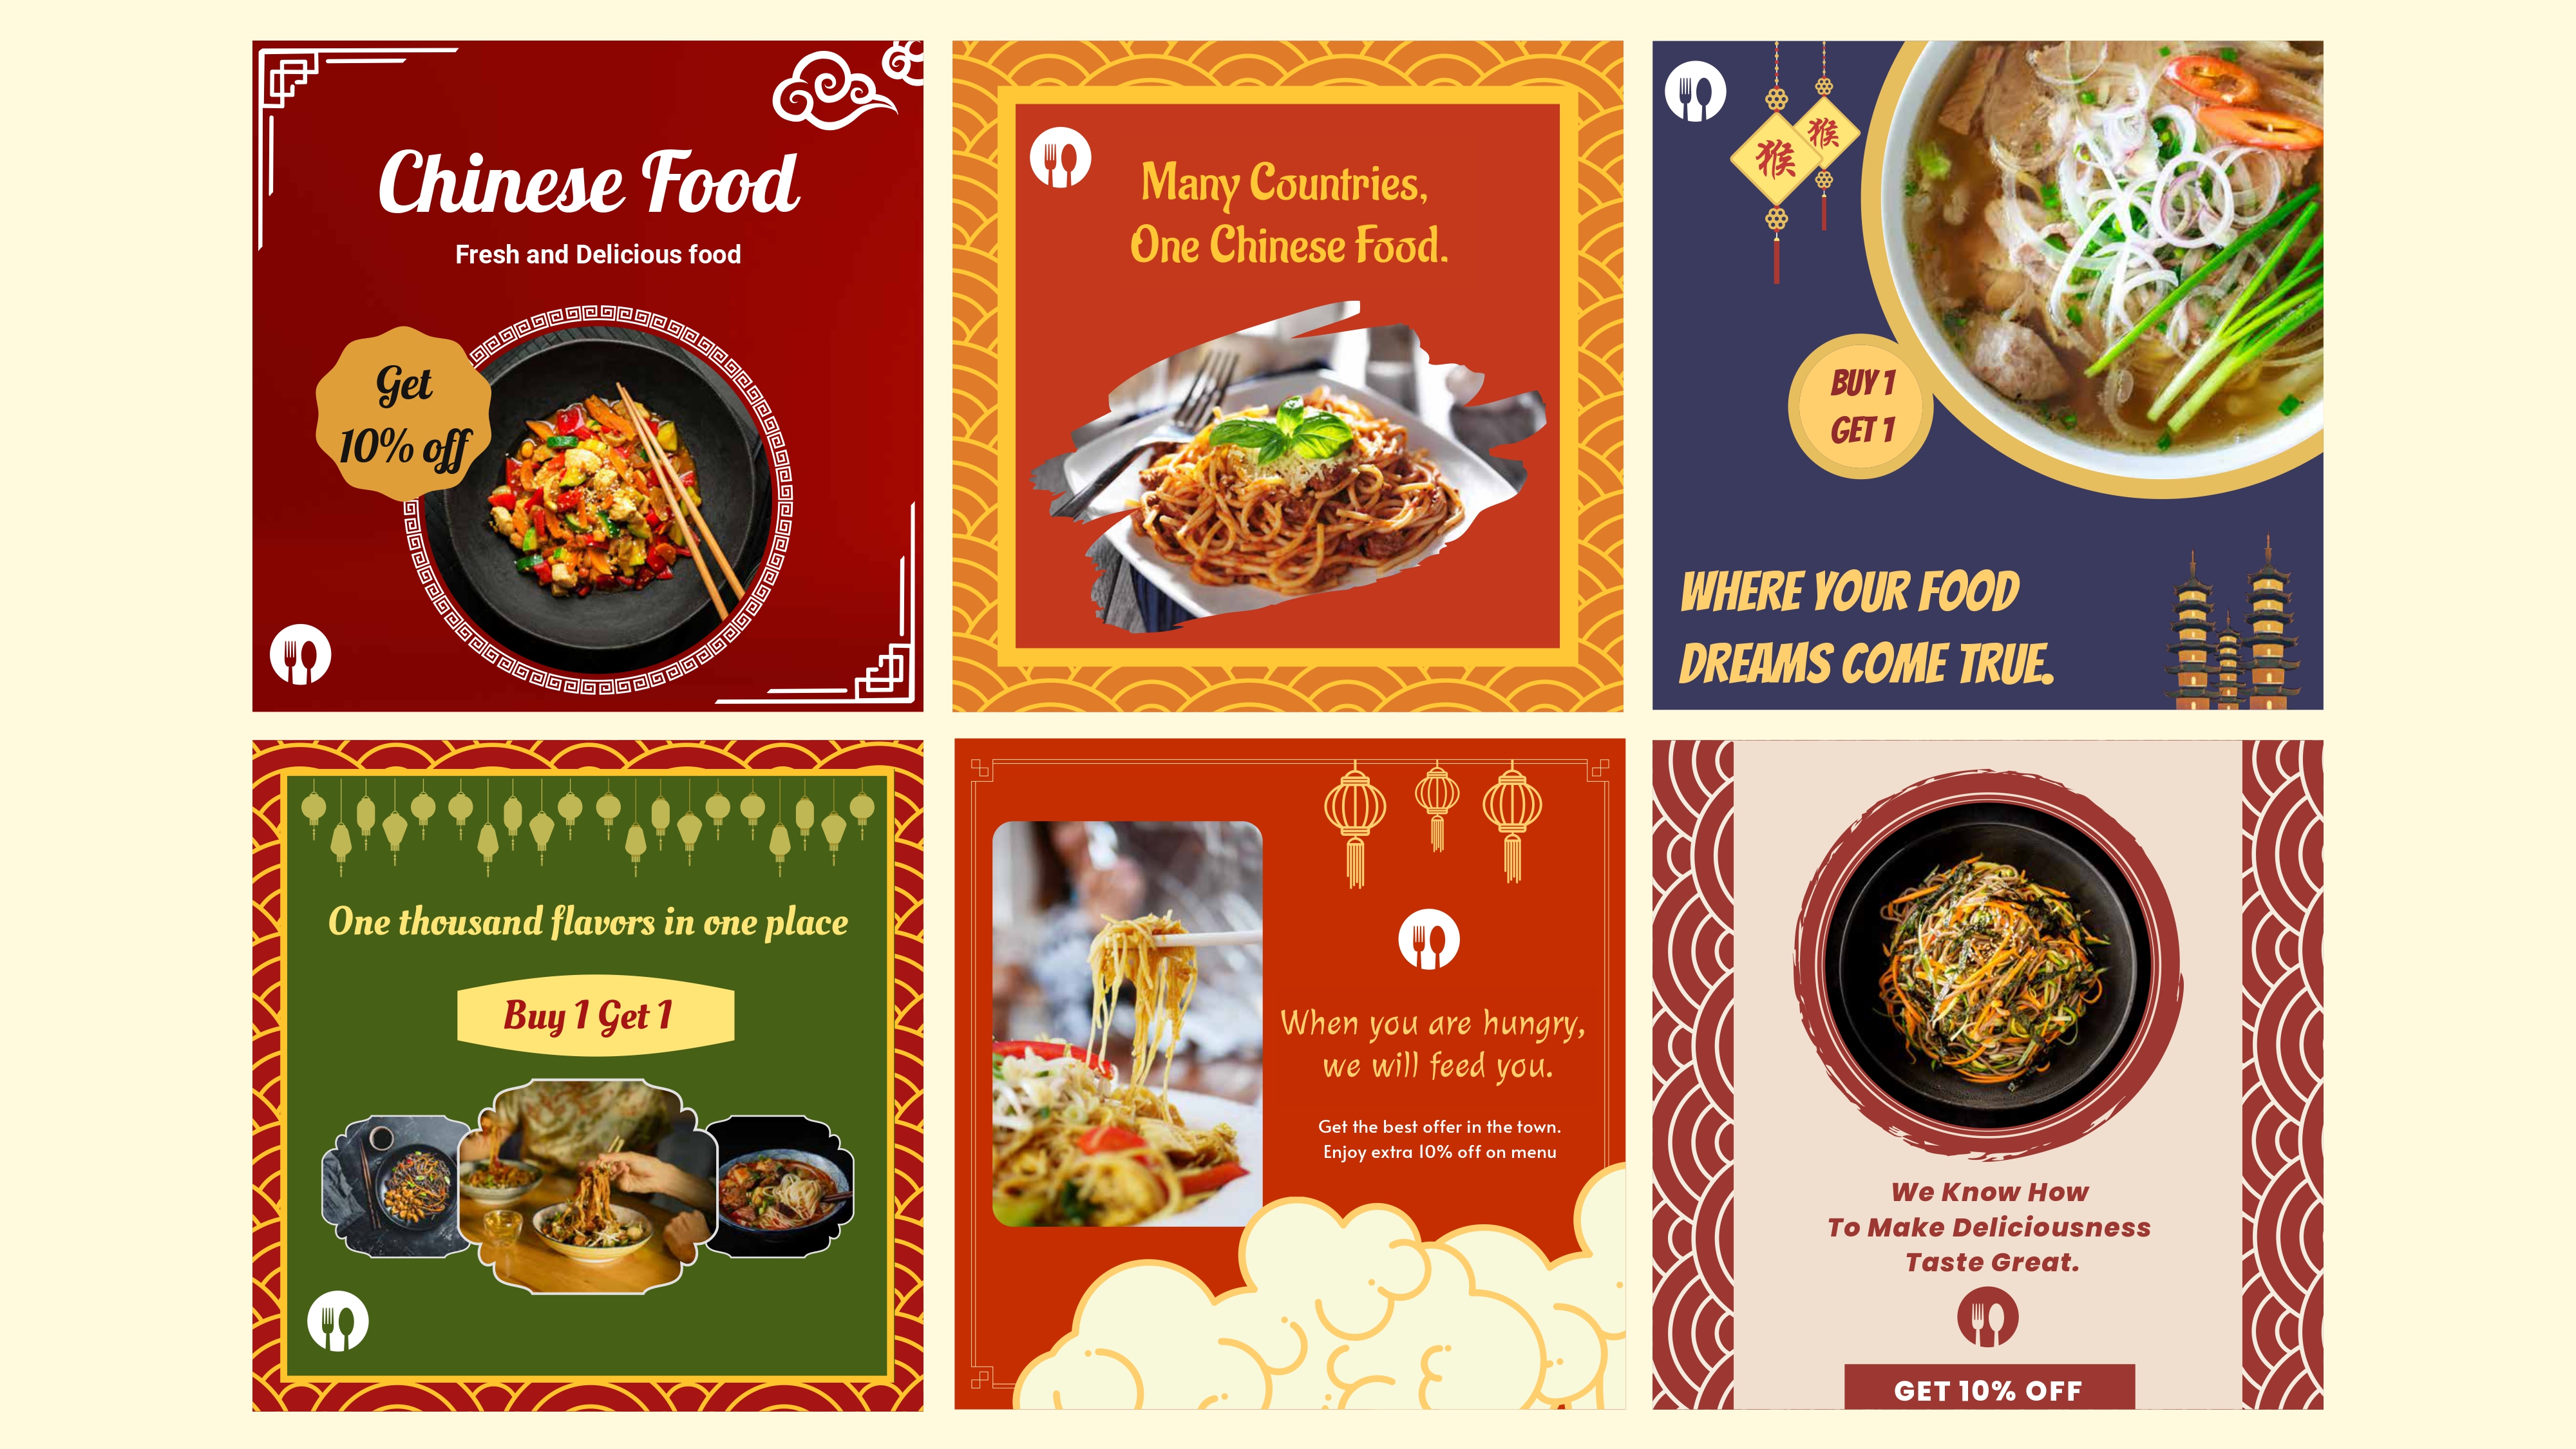 Chinese Food
Fresh and Delicious food
Get
10% off
Many Countries,
One Chinese Food.
猴
猴
BUY 1
GET 1
WHERE YOUR FOOD
DREAMS COME TRUE.
One thousand flavors in one place
Buy 1 Get 1
When you are hungry,
we will feed you.
Get the best offer in the town.
Enjoy extra 10% off on menu
We Know How
To Make Deliciousness
Taste Great.
GET 10% OFF